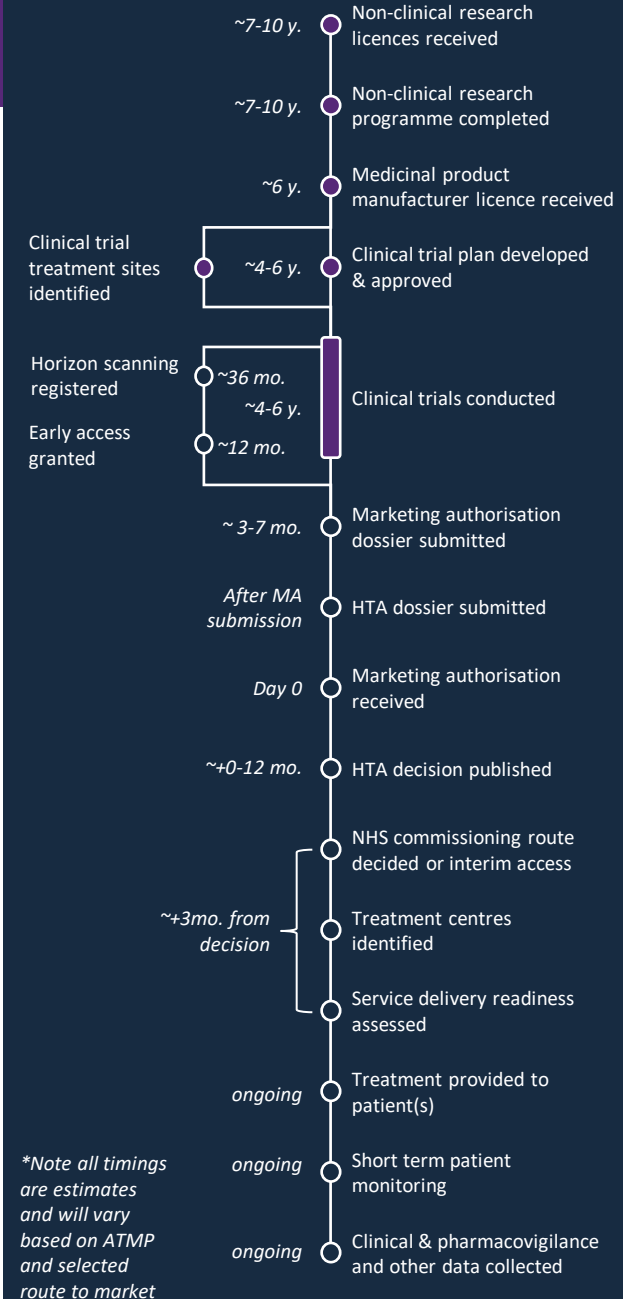 ~7-10 y.
Non-clinical research
licences received
~7-10 y.
Non-clinical research
programme completed
~6 y.
Medicinal product
manufacturer licence received
Clinical trial
treatment sites
identified
~4-6 y.
Clinical trial plan developed
& approved
Horizon scanning
registered
~36 mo.
~4-6 y.
Clinical trials conducted
Early access
granted
~12 mo.
~ 3-7 mo.
Marketing authorisation
dossier submitted
After MA
submission
HTA dossier submitted
Day 0
Marketing authorisation
received
~+0-12 mo.
HTA decision published
NHS commissioning route
decided or interim access
~+3mo. from
decision
Treatment centres
identified
Service delivery readiness
assessed
ongoing
Treatment provided to
patient(s)
ongoing
Short term patient
monitoring
ongoing
Clinical & pharmacovigilance
and other data collected
*Note all timings
are estimates
and will vary
based on ATMP
and selected
route to market